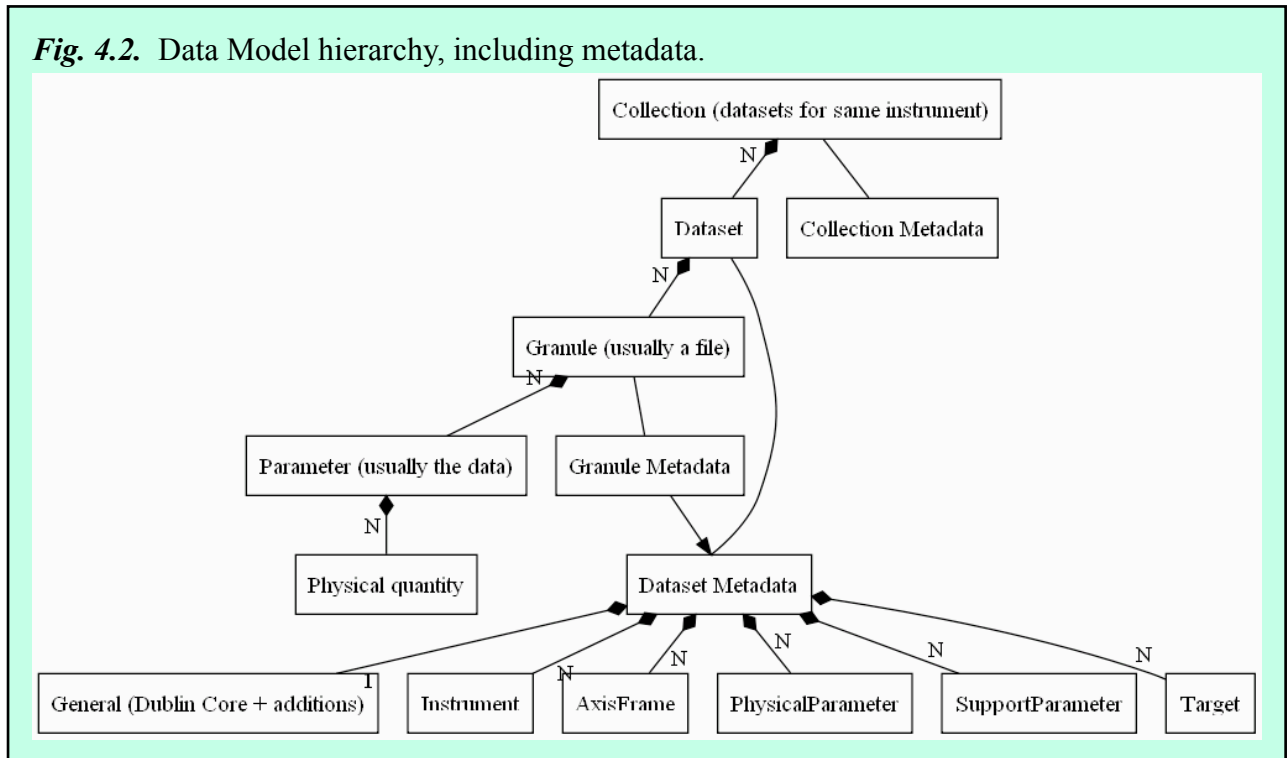 Fig. 4.2. Data Model hierarchy, including metadata.
Collection (datasets for same instrument)
N
Dataset
Collection Metadata
N
Granule (usually a file)
N
Parameter (usually the data)
Granule Metadata
N
Physical quantity
Dataset Metadata
1
N
N
N
N
N
General (Dublin Core + additions)
Instrument
AxisFrame
PhysicalParameter
SupportParameter
Target